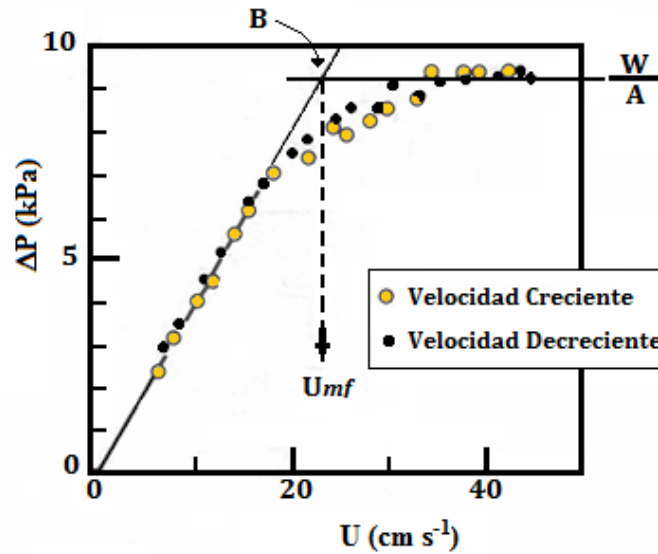 B
10
W
A
ΔP (kPa)
5
Velocidad Creciente
Velocidad Decreciente
Umf
0
0
20
40
U (cm s⁻¹)